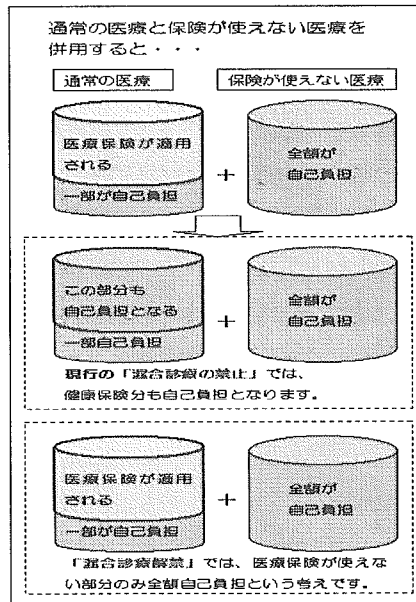 通常の医療と保険が使えない医療を
併用すると・・・
通常の医療
保険が使えない医療
医療保険が適用
される
一部が自己負担
+
全額が
自己負担
この部分も
自己負担となる
一部自己負担
+
全額が
自己負担
現行の「混合診療の禁止」では、
健康保険分も自己負担となります。
医療保険が適用
される
一部が自己負担
+
全額が
自己負担
「混合診療解禁」では、医療保険が使えな
い部分のみ全額自己負担という考えです。